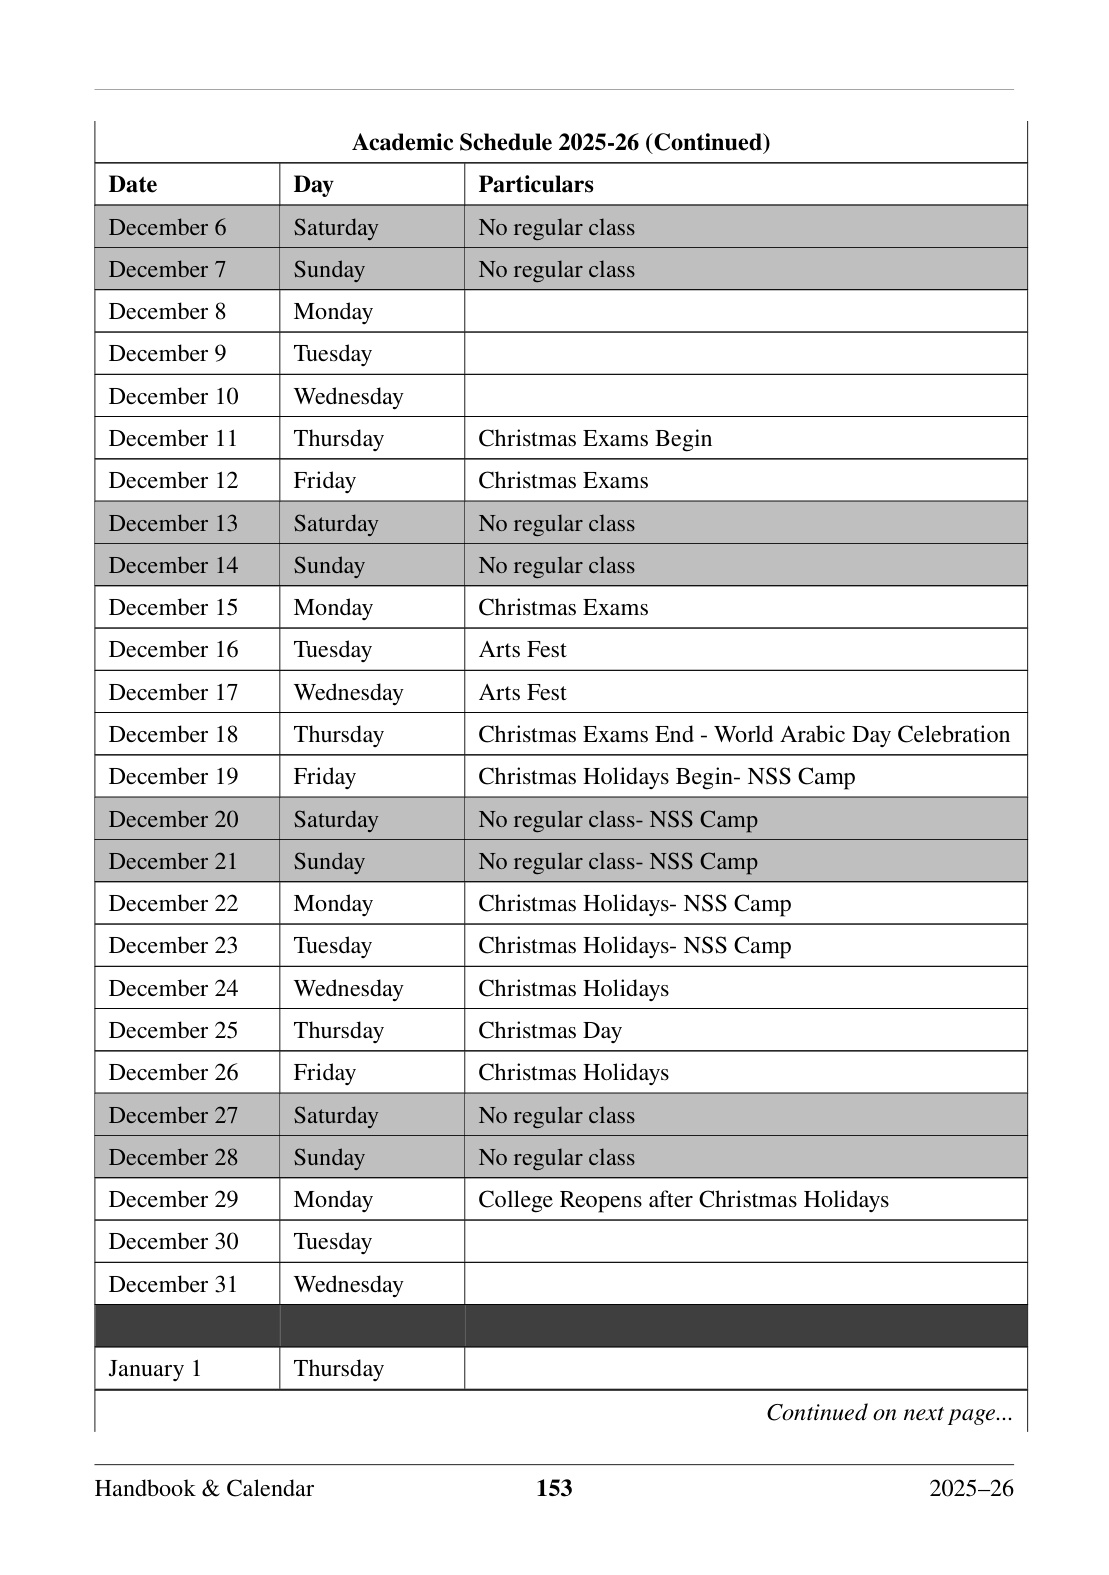 Academic Schedule 2025-26 (Continued)
Date Day Particulars
December 6 Saturday No regular class
December 7 Sunday No regular class
December 8 Monday
December 9 Tuesday
December 10 Wednesday
December 11 Thursday Christmas Exams Begin
December 12 Friday Christmas Exams
December 13 Saturday No regular class
December 14 Sunday No regular class
December 15 Monday Christmas Exams
December 16 Tuesday Arts Fest
December 17 Wednesday Arts Fest
December 18 Thursday Christmas Exams End - World Arabic Day Celebration
December 19 Friday Christmas Holidays Begin- NSS Camp
December 20 Saturday No regular class- NSS Camp
December 21 Sunday No regular class- NSS Camp
December 22 Monday Christmas Holidays- NSS Camp
December 23 Tuesday Christmas Holidays- NSS Camp
December 24 Wednesday Christmas Holidays
December 25 Thursday Christmas Day
December 26 Friday Christmas Holidays
December 27 Saturday No regular class
December 28 Sunday No regular class
December 29 Monday College Reopens after Christmas Holidays
December 30 Tuesday
December 31 Wednesday
January 1 Thursday
Continued on next page...
Handbook & Calendar 153 2025–26